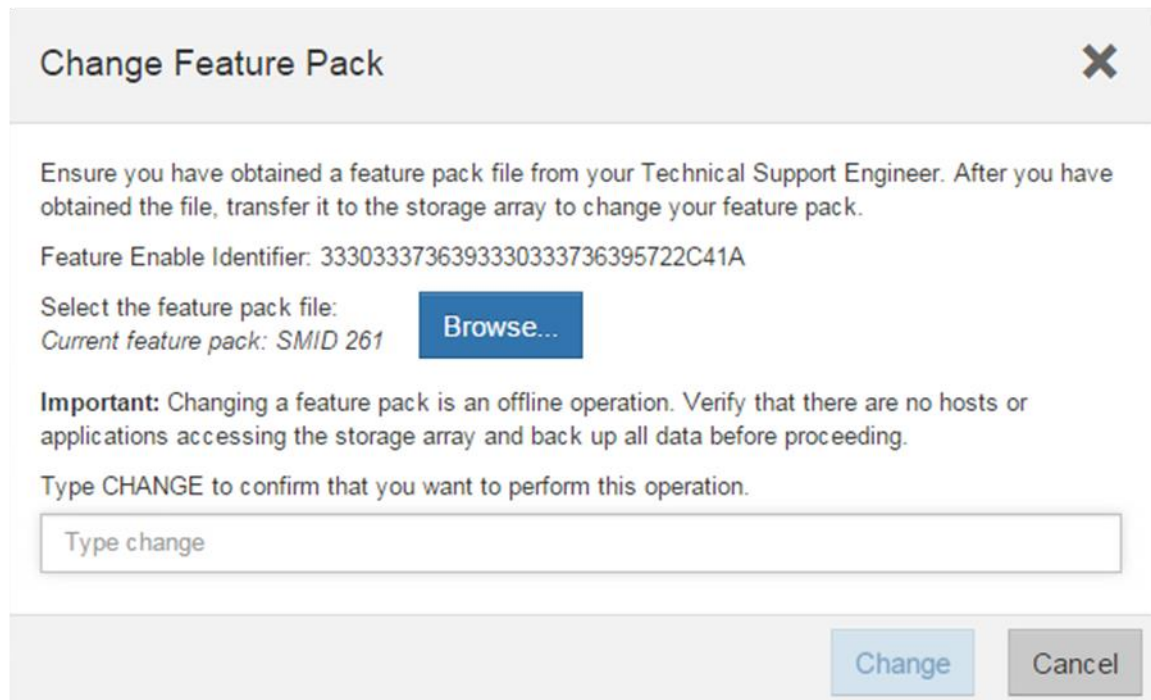 Change Feature Pack
Ensure you have obtained a feature pack file from your Technical Support Engineer. After you have
obtained the file, transfer it to the storage array to change your feature pack.
Feature Enable Identifier: 3330333736393330333736395722C41A
Select the feature pack file:
Current feature pack: SMID 261
Browse...
Important: Changing a feature pack is an offline operation. Verify that there are no hosts or
applications accessing the storage array and back up all data before proceeding.
Type CHANGE to confirm that you want to perform this operation.
Type change
Change
Cancel